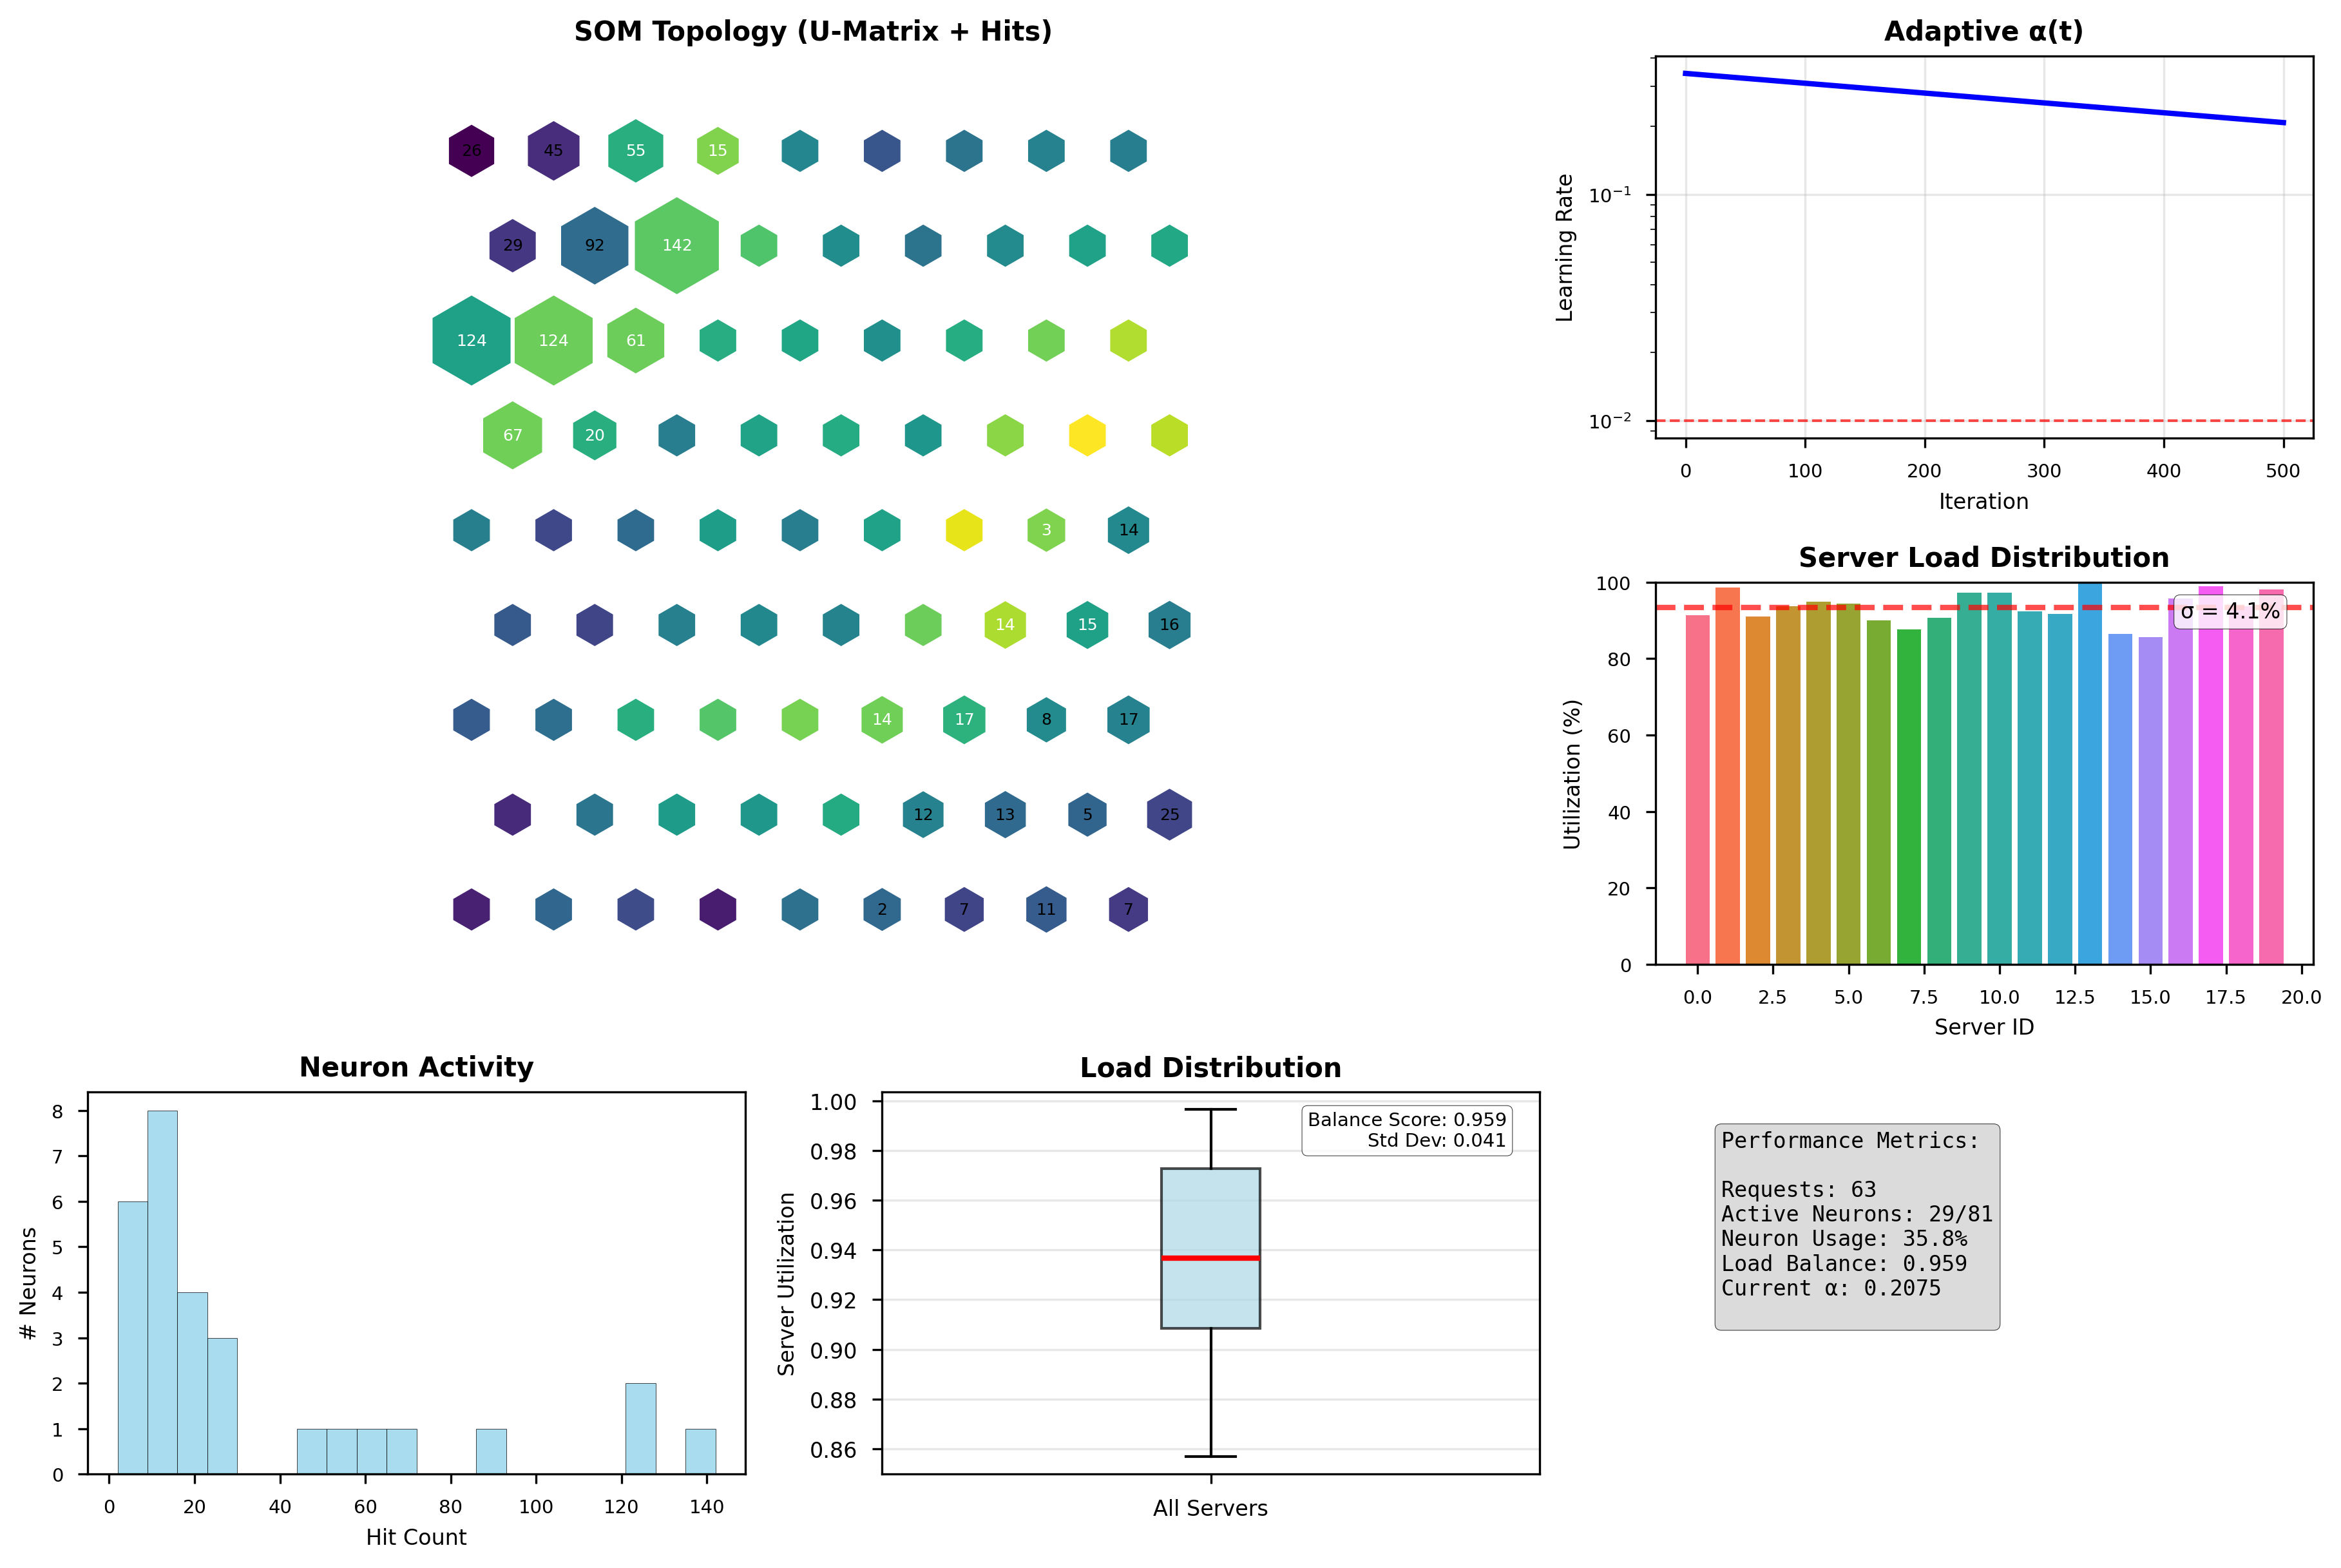 SOM Topology (U-Matrix + Hits)
26 45 55 15
29 92 142
124 124 61
67 20
3 14
14 15 16
14 17 8 17
12 13 5 25
2 7 11 7
Adaptive α(t)
Learning Rate
10⁻¹
10⁻²
0 100 200 300 400 500
Iteration
Server Load Distribution
Utilization (%)
100
80
60
40
20
0
σ = 4.1%
0.0 2.5 5.0 7.5 10.0 12.5 15.0 17.5 20.0
Server ID
Neuron Activity
# Neurons
8
7
6
5
4
3
2
1
0
0 20 40 60 80 100 120 140
Hit Count
Load Distribution
Server Utilization
1.00
0.98
0.96
0.94
0.92
0.90
0.88
0.86
Balance Score: 0.959
Std Dev: 0.041
All Servers
Performance Metrics:
Requests: 63
Active Neurons: 29/81
Neuron Usage: 35.8%
Load Balance: 0.959
Current α: 0.2075